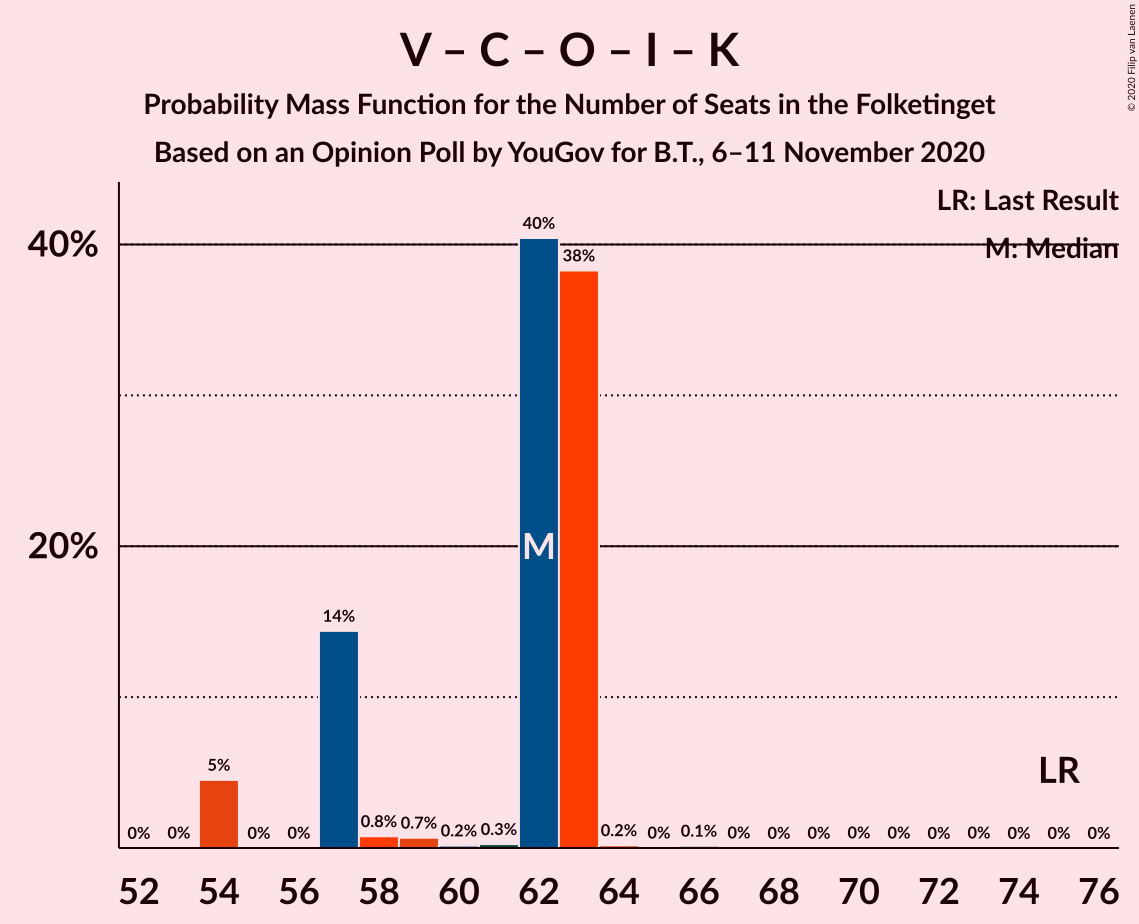 V – C – O – I – K
Probability Mass Function for the Number of Seats in the Folketinget
Based on an Opinion Poll by YouGov for B.T., 6–11 November 2020
© 2020 Filip van Laenen
LR: Last Result
M: Median
40%
20%
0% 0% 5% 0% 0% 14% 0.8% 0.7% 0.2% 0.3% 40% 38% 0.2% 0% 0.1% 0% 0% 0% 0% 0% 0% 0% 0% 0% 0%
M
LR
52 54 56 58 60 62 64 66 68 70 72 74 76